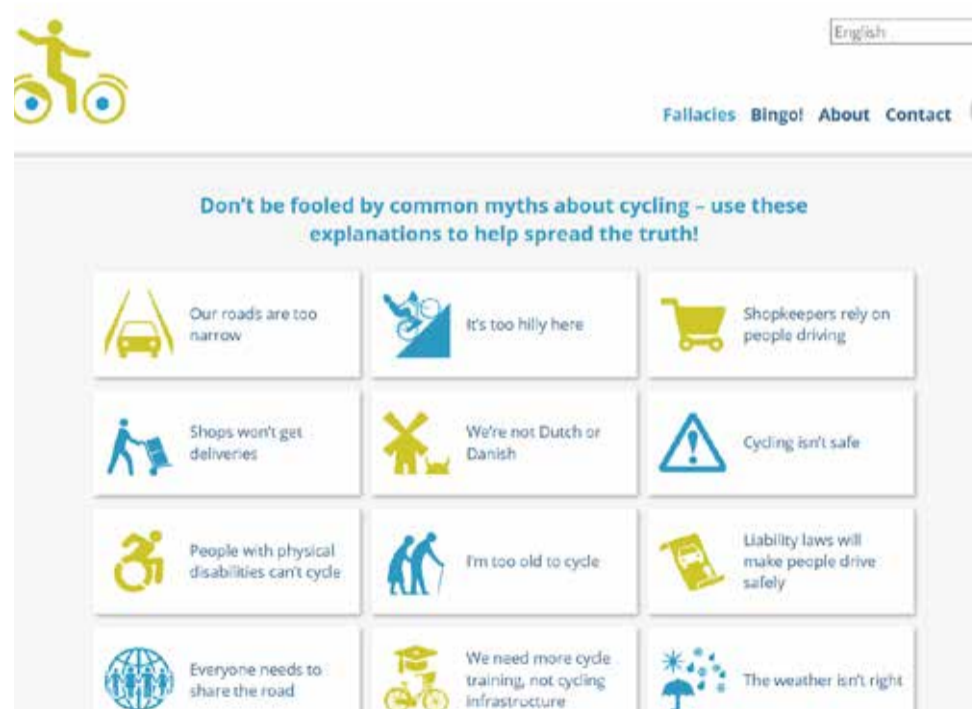 English
Fallacies Bingo! About Contact
Don't be fooled by common myths about cycling – use these
explanations to help spread the truth!
Our roads are too
narrow
It's too hilly here
Shopkeepers rely on
people driving
Shops won't get
deliveries
We're not Dutch or
Danish
Cycling isn't safe
People with physical
disabilities can't cycle
I'm too old to cycle
Liability laws will
make people drive
safely
Everyone needs to
share the road
We need more cycle
training, not cycling
infrastructure
The weather isn't right